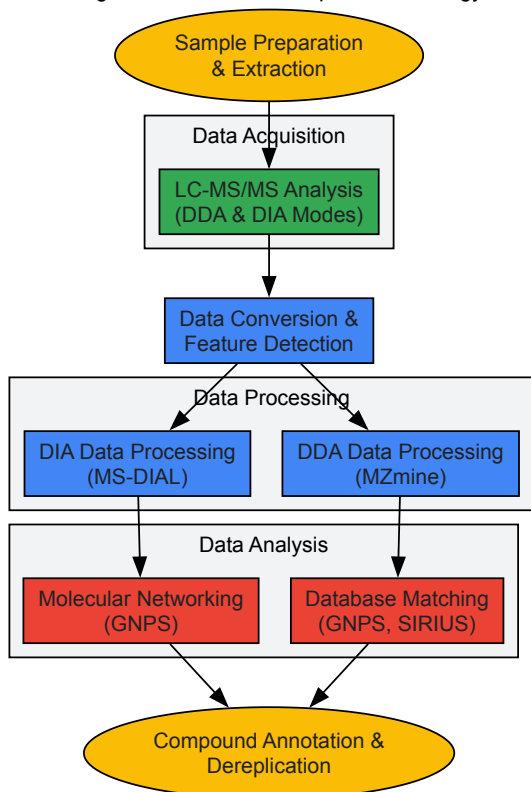 Sample Preparation
& Extraction
Data Acquisition
LC-MS/MS Analysis
(DDA & DIA Modes)
Data Conversion &
Feature Detection
Data Processing
DIA Data Processing
(MS-DIAL)
DDA Data Processing
(MZmine)
Data Analysis
Molecular Networking
(GNPS)
Database Matching
(GNPS, SIRIUS)
Compound Annotation &
Dereplication